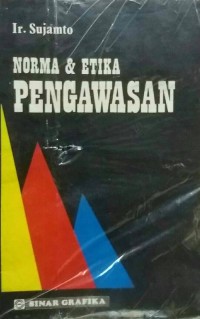 Ir. Sujamto
NORMA & ETIKA
PENGAWASAN
SINAR GRAFIKA